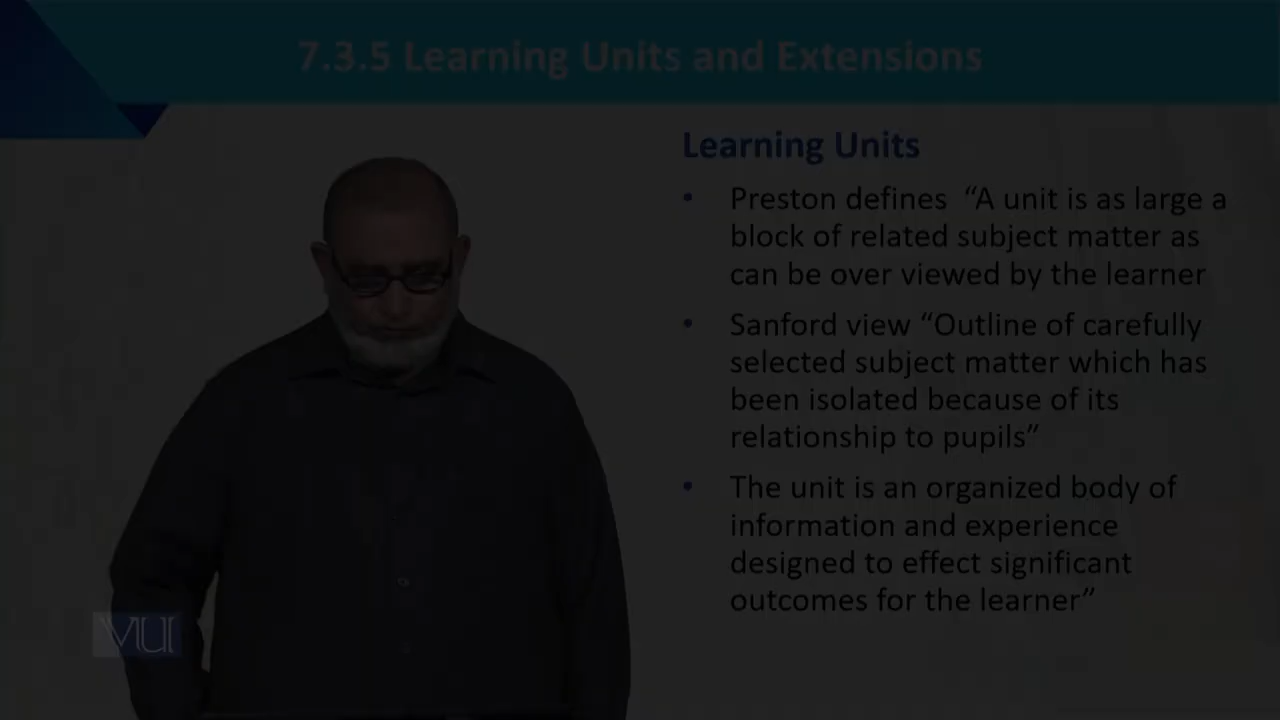 7.3.5 Learning Units and Extensions
Learning Units
• Preston defines “A unit is as large a
block of related subject matter as
can be over viewed by the learner
• Sanford view “Outline of carefully
selected subject matter which has
been isolated because of its
relationship to pupils”
• The unit is an organized body of
information and experience
designed to effect significant
outcomes for the learner”
VU